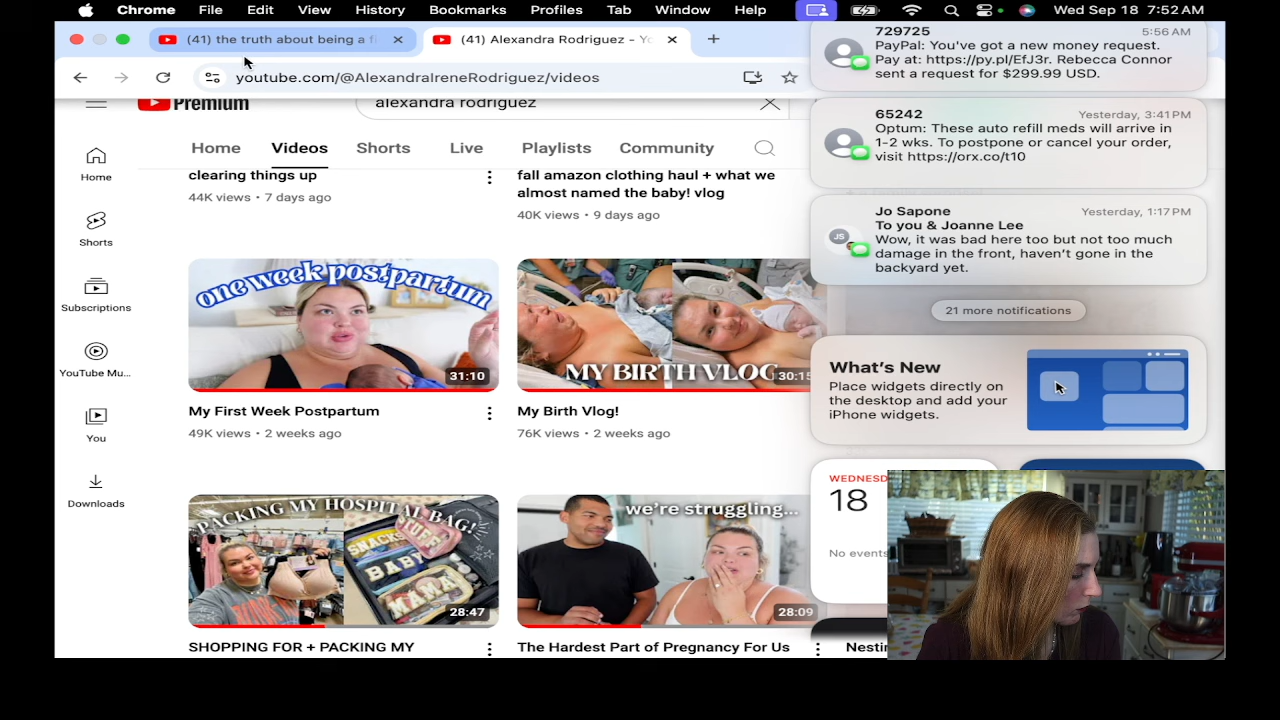 Chrome File Edit View History Bookmarks Profiles Tab Window Help Wed Sep 18 7:52 AM
(41) the truth about being a fi
(41) Alexandra Rodriguez - Yo
youtube.com/@AlexandraIreneRodriguez/videos
Premium
alexandra rodriguez
Home Videos Shorts Live Playlists Community
Home
Shorts
Subscriptions
YouTube Mu...
You
Downloads
clearing things up
44K views • 7 days ago
fall amazon clothing haul + what we
almost named the baby! vlog
40K views • 9 days ago
one week postpartum
31:10
My First Week Postpartum
49K views • 2 weeks ago
MY BIRTH VLOG
30:15
My Birth Vlog!
76K views • 2 weeks ago
PACKING MY HOSPITAL BAG!
SNACKS
STUFF
BABY
MAMA
28:47
SHOPPING FOR + PACKING MY
we're struggling...
28:09
The Hardest Part of Pregnancy For Us
Nestin
729725 5:56 AM
PayPal: You've got a new money request.
Pay at: https://py.pl/EfJ3r. Rebecca Connor
sent a request for $299.99 USD.
65242 Yesterday, 3:41 PM
Optum: These auto refill meds will arrive in
1-2 wks. To postpone or cancel your order,
visit https://orx.co/t10
JS
Jo Sapone Yesterday, 1:17 PM
To you & Joanne Lee
Wow, it was bad here too but not too much
damage in the front, haven't gone in the
backyard yet.
21 more notifications
What's New
Place widgets directly on
the desktop and add your
iPhone widgets.
WEDNESD
18
No events